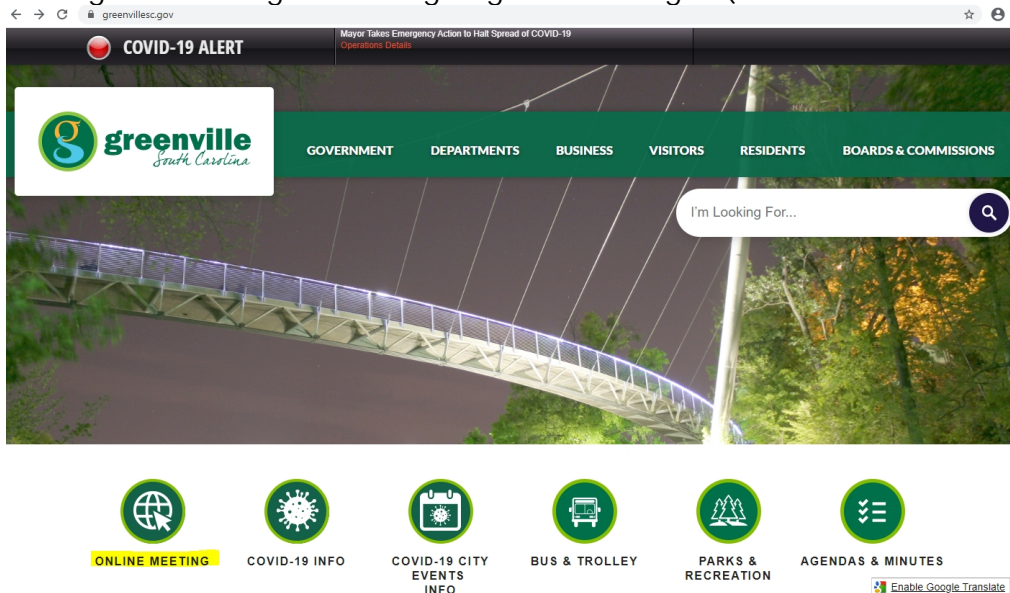 greenvillesc.gov
COVID-19 ALERT
Mayor Takes Emergency Action to Halt Spread of COVID-19
Operations Details
g greenville
South Carolina
GOVERNMENT DEPARTMENTS BUSINESS VISITORS RESIDENTS BOARDS & COMMISSIONS
I'm Looking For...
ONLINE MEETING
COVID-19 INFO
COVID-19 CITY
EVENTS
INFO
BUS & TROLLEY
PARKS &
RECREATION
AGENDAS & MINUTES
Enable Google Translate